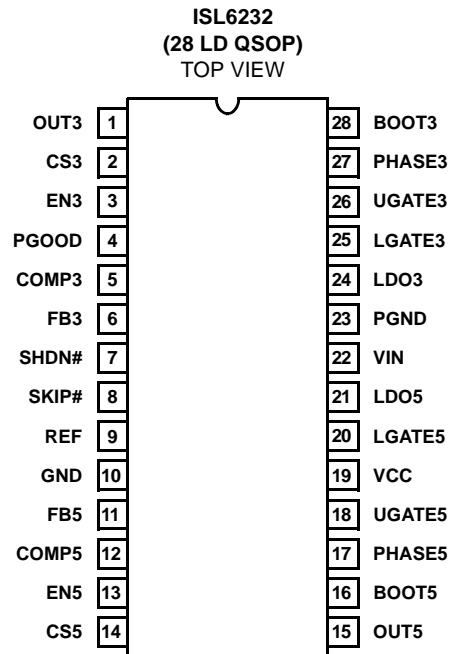 ISL6232
(28 LD QSOP)
TOP VIEW
OUT3 1 28 BOOT3
CS3 2 27 PHASE3
EN3 3 26 UGATE3
PGOOD 4 25 LGATE3
COMP3 5 24 LDO3
FB3 6 23 PGND
SHDN# 7 22 VIN
SKIP# 8 21 LDO5
REF 9 20 LGATE5
GND 10 19 VCC
FB5 11 18 UGATE5
COMP5 12 17 PHASE5
EN5 13 16 BOOT5
CS5 14 15 OUT5